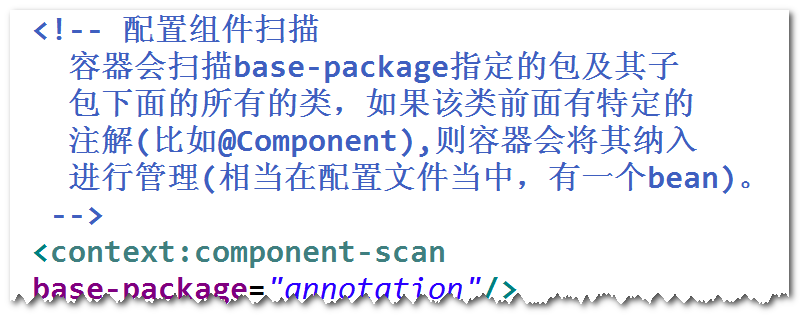 <!-- 配置组件扫描
容器会扫描base-package指定的包及其子
包下面的所有的类，如果该类前面有特定的
注解(比如@Component),则容器会将其纳入
进行管理(相当在配置文件当中，有一个bean)。
-->
<context:component-scan
base-package="annotation"/>